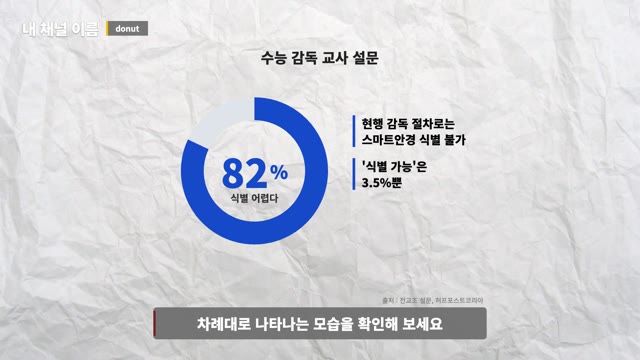 내 채널 이름
donut
수능 감독 교사 설문
현행 감독 절차로는
스마트안경 식별 불가
82%
식별 어렵다
'식별 가능'은
3.5%뿐
출처 : 전교조 설문, 허프포스트코리아
차례대로 나타나는 모습을 확인해 보세요